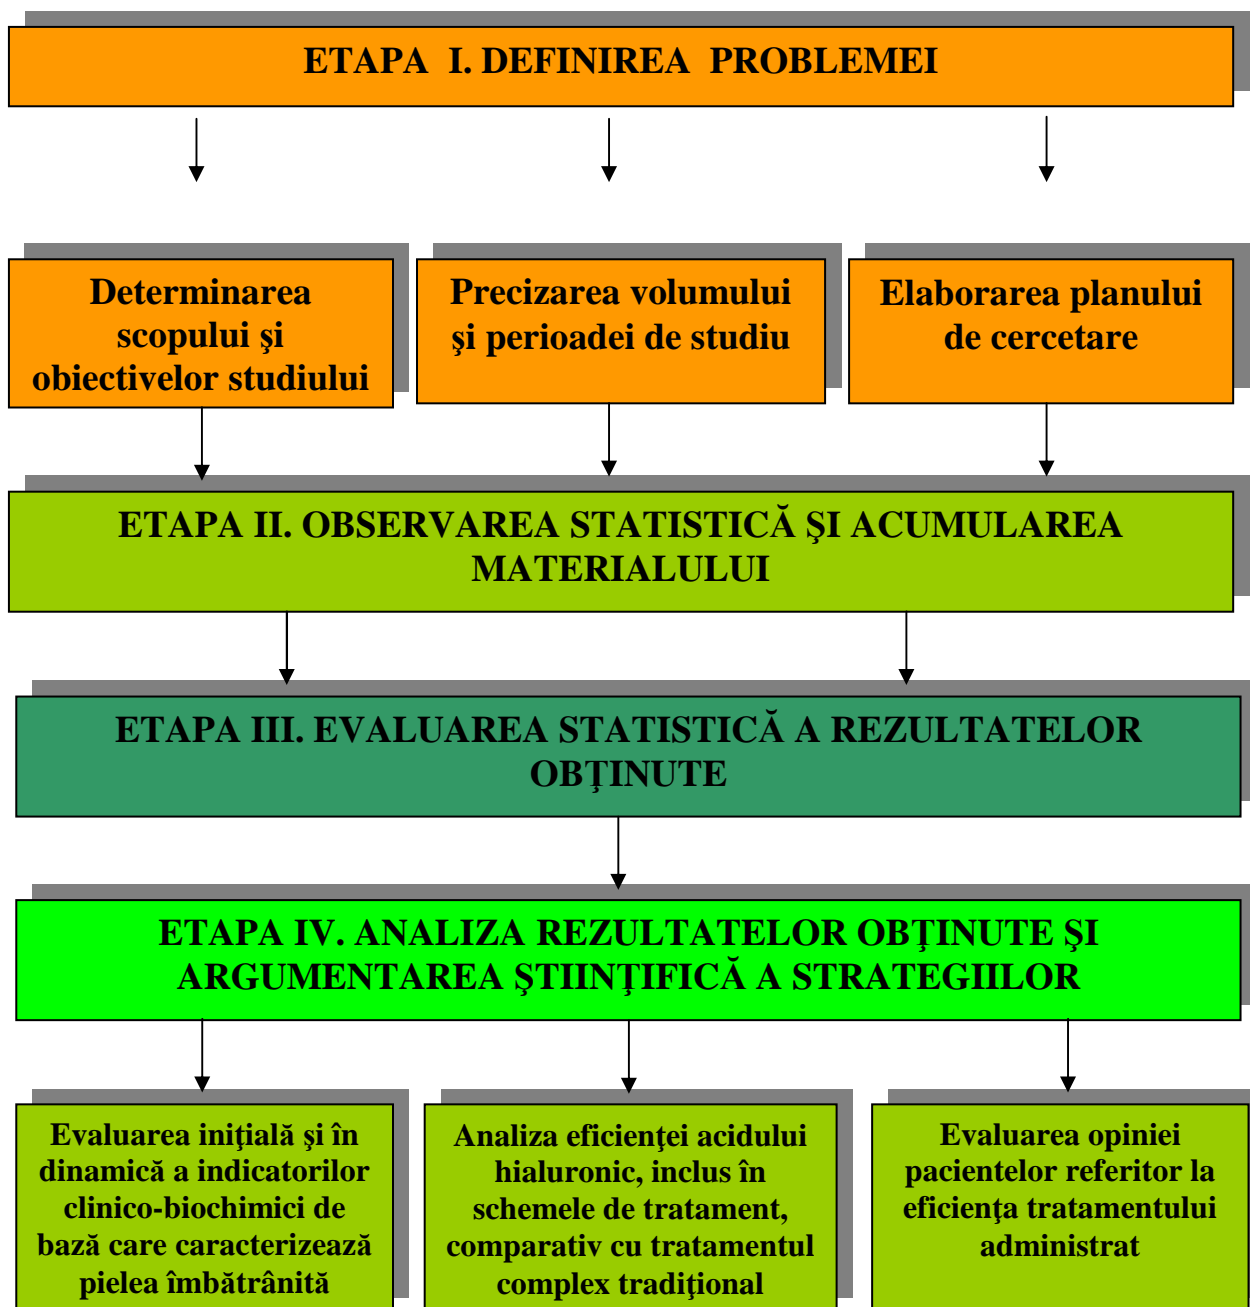 ETAPA I. DEFINIREA PROBLEMEI
Determinarea
scopului şi
obiectivelor studiului
Precizarea volumului
şi perioadei de studiu
Elaborarea planului
de cercetare
ETAPA II. OBSERVAREA STATISTICĂ ŞI ACUMULAREA
MATERIALULUI
ETAPA III. EVALUAREA STATISTICĂ A REZULTATELOR
OBŢINUTE
ETAPA IV. ANALIZA REZULTATELOR OBŢINUTE ŞI
ARGUMENTAREA ŞTIINŢIFICĂ A STRATEGIILOR
Evaluarea iniţială şi în
dinamică a indicatorilor
clinico-biochimici de
bază care caracterizează
pielea îmbătrânită
Analiza eficienţei acidului
hialuronic, inclus în
schemele de tratament,
comparativ cu tratamentul
complex tradiţional
Evaluarea opiniei
pacientelor referitor la
eficienţa tratamentului
administrat